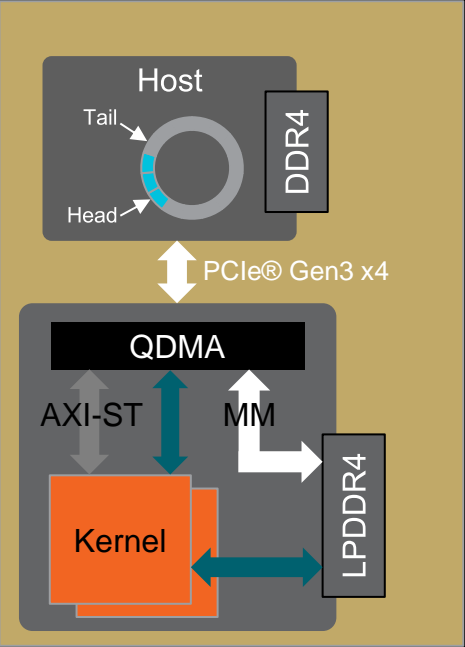 Host
Tail
Head
DDR4
PCIe® Gen3 x4
QDMA
AXI-ST
MM
Kernel
LPDDR4